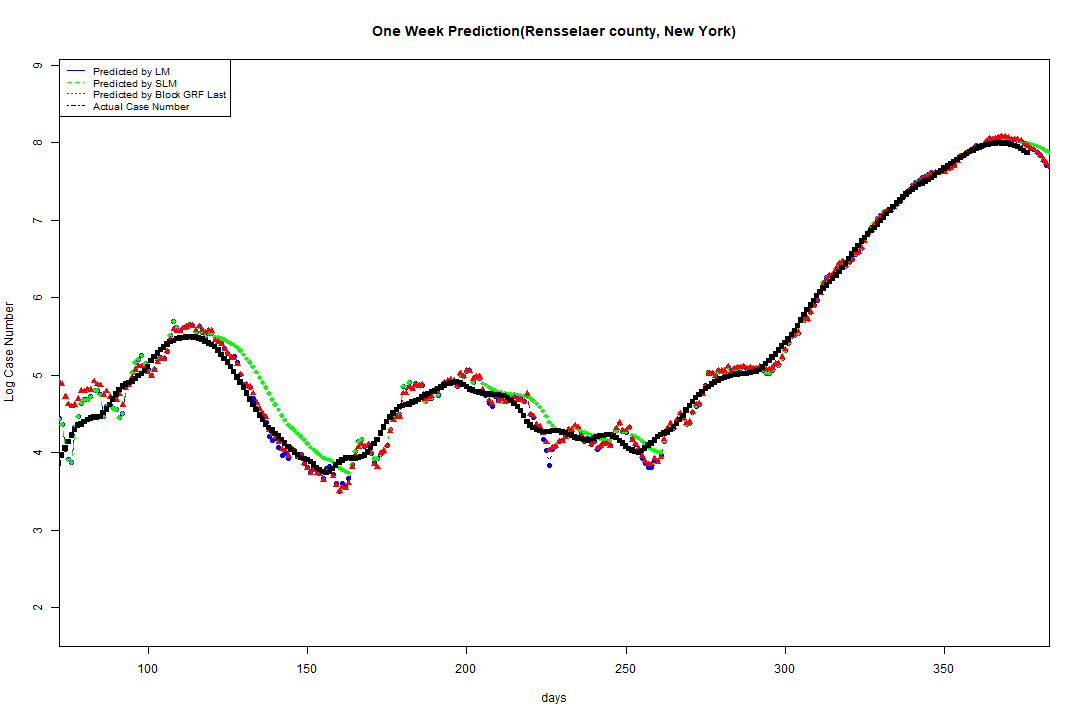 One Week Prediction(Rensselaer county, New York)
Predicted by LM
Predicted by SLM
Predicted by Block GRF Last
Actual Case Number
Log Case Number
9
8
7
6
5
4
3
2
100 150 200 250 300 350
days